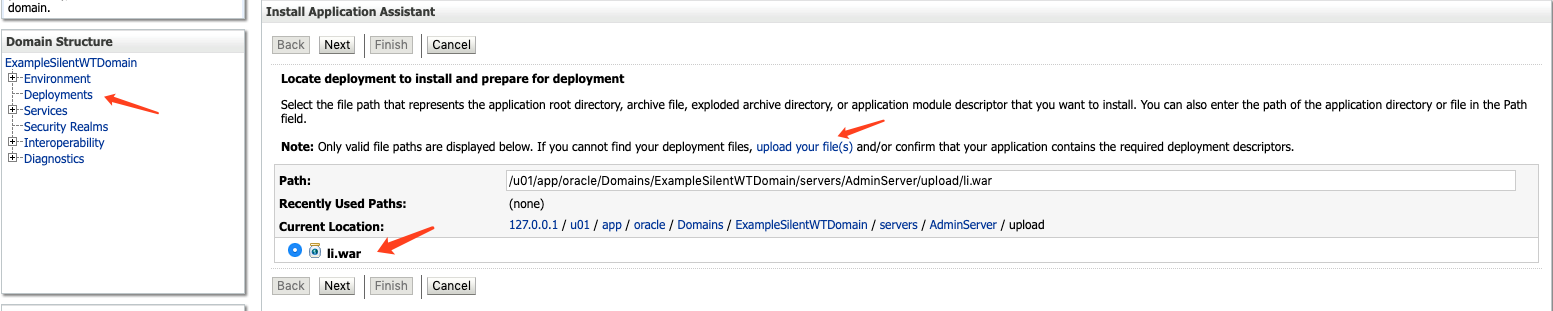 domain.
Domain Structure
ExampleSilentWTDomain
Environment
Deployments
Services
Security Realms
Interoperability
Diagnostics
Install Application Assistant
Back Next Finish Cancel
Locate deployment to install and prepare for deployment
Select the file path that represents the application root directory, archive file, exploded archive directory, or application module descriptor that you want to install. You can also enter the path of the application directory or file in the Path
field.
Note: Only valid file paths are displayed below. If you cannot find your deployment files, upload your file(s) and/or confirm that your application contains the required deployment descriptors.
Path: /u01/app/oracle/Domains/ExampleSilentWTDomain/servers/AdminServer/upload/li.war
Recently Used Paths: (none)
Current Location: 127.0.0.1 / u01 / app / oracle / Domains / ExampleSilentWTDomain / servers / AdminServer / upload
li.war
Back Next Finish Cancel